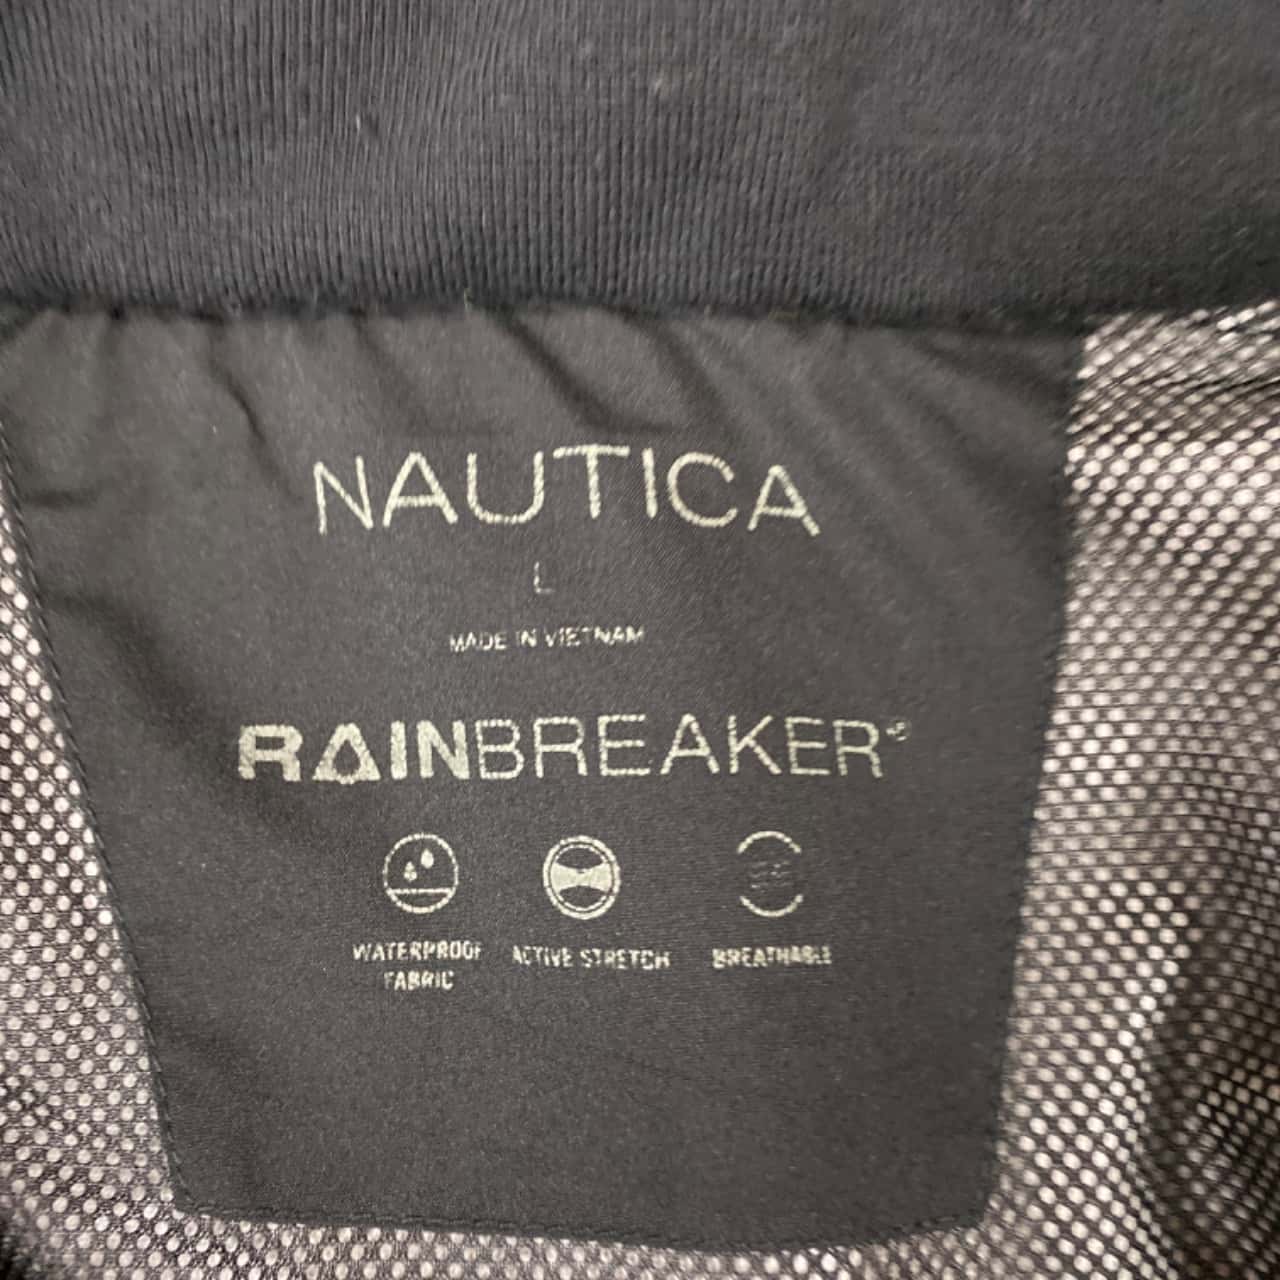 NAUTICA
L
MADE IN VIETNAM
RAINBREAKER®
WATERPROOF FABRIC
ACTIVE STRETCH
BREATHABLE